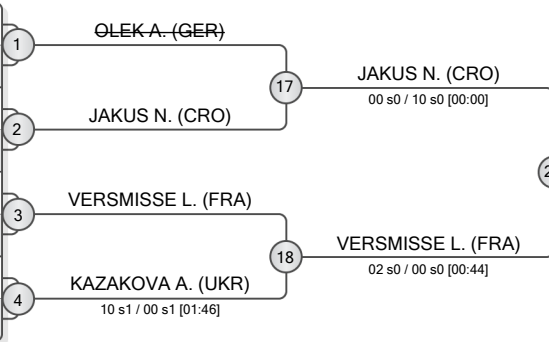 1
OLEK A. (GER)
17
JAKUS N. (CRO)
00 s0 / 10 s0 [00:00]
2
JAKUS N. (CRO)
3
VERSMISSE L. (FRA)
18
VERSMISSE L. (FRA)
02 s0 / 00 s0 [00:44]
4
KAZAKOVA A. (UKR)
10 s1 / 00 s1 [01:46]